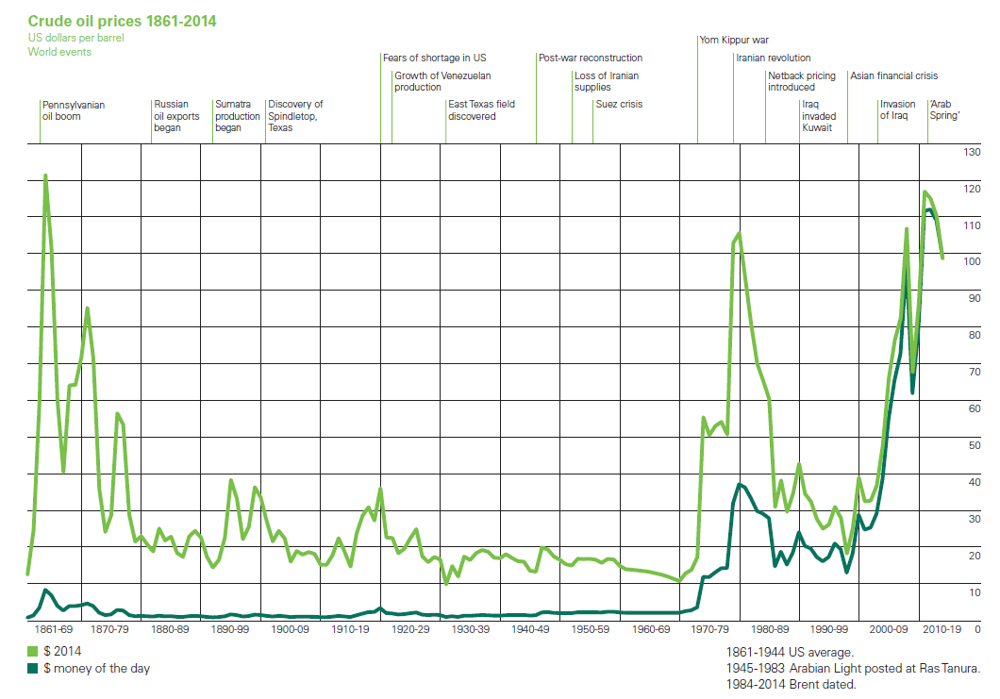 Crude oil prices 1861-2014
US dollars per barrel
World events
Yom Kippur war
Fears of shortage in US
Post-war reconstruction
Iranian revolution
Growth of Venezuelan
production
Loss of Iranian
supplies
Netback pricing
introduced
Asian financial crisis
Pennsylvanian
oil boom
Russian
oil exports
began
Sumatra
production
began
Discovery of
Spindletop,
Texas
East Texas field
discovered
Suez crisis
Iraq
invaded
Kuwait
Invasion
of Iraq
‘Arab
Spring’
130
120
110
100
90
80
70
60
50
40
30
20
10
0
1861-69 1870-79 1880-89 1890-99 1900-09 1910-19 1920-29 1930-39 1940-49 1950-59 1960-69 1970-79 1980-89 1990-99 2000-09 2010-19
$ 2014
$ money of the day
1861-1944 US average.
1945-1983 Arabian Light posted at Ras Tanura.
1984-2014 Brent dated.